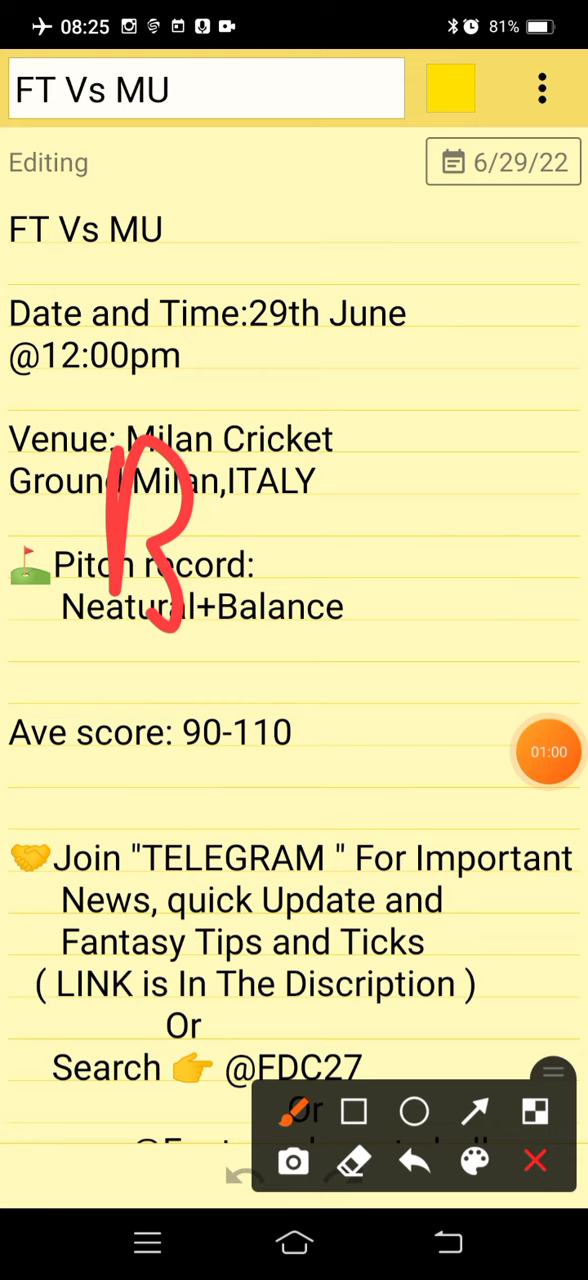 08:25
81%
FT Vs MU
Editing
6/29/22
FT Vs MU
Date and Time:29th June
@12:00pm
Venue: Milan Cricket
Ground,Milan,ITALY
Pitch record:
Neatural+Balance
B
Ave score: 90-110
01:00
Join "TELEGRAM " For Important
News, quick Update and
Fantasy Tips and Ticks
( LINK is In The Discription )
Or
Search 👉 @FDC27
Or